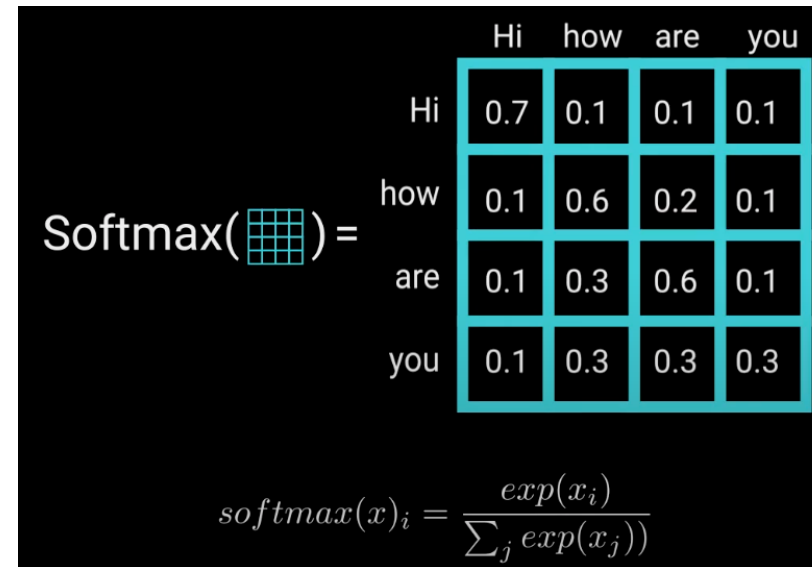 Hi how are you
Hi 0.7 0.1 0.1 0.1
how 0.1 0.6 0.2 0.1
Softmax( ) =
are 0.1 0.3 0.6 0.1
you 0.1 0.3 0.3 0.3
softmax(x)_i = \frac{exp(x_i)}{\sum_j exp(x_j))}